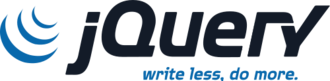 jQuery
write less, do more.